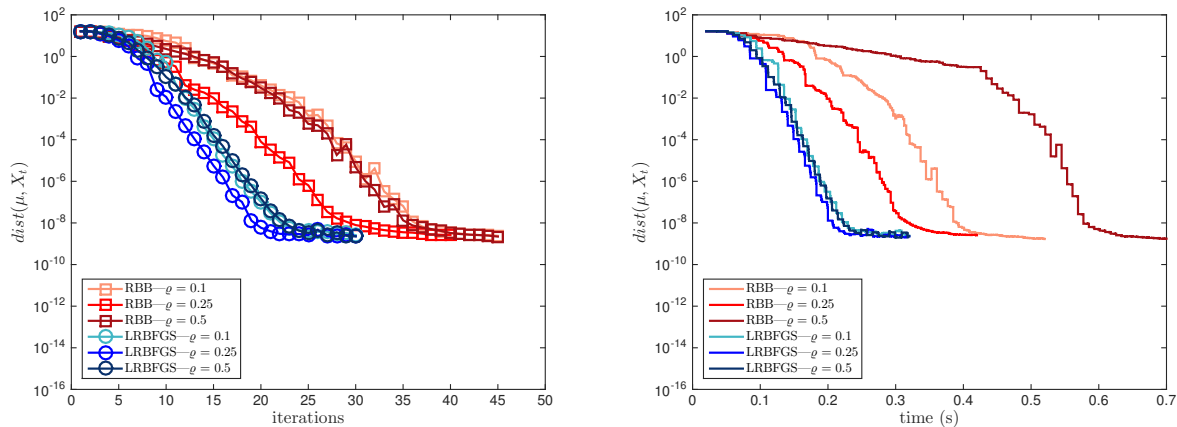 10^2
10^0
10^-2
10^-4
10^-6
10^-8
10^-10
10^-12
10^-14
10^-16
dist(μ, X_t)
RBB—ϱ = 0.1
RBB—ϱ = 0.25
RBB—ϱ = 0.5
LRBFGS—ϱ = 0.1
LRBFGS—ϱ = 0.25
LRBFGS—ϱ = 0.5
0 5 10 15 20 25 30 35 40 45 50
iterations
10^2
10^0
10^-2
10^-4
10^-6
10^-8
10^-10
10^-12
10^-14
10^-16
dist(μ, X_t)
RBB—ϱ = 0.1
RBB—ϱ = 0.25
RBB—ϱ = 0.5
LRBFGS—ϱ = 0.1
LRBFGS—ϱ = 0.25
LRBFGS—ϱ = 0.5
0 0.1 0.2 0.3 0.4 0.5 0.6 0.7
time (s)